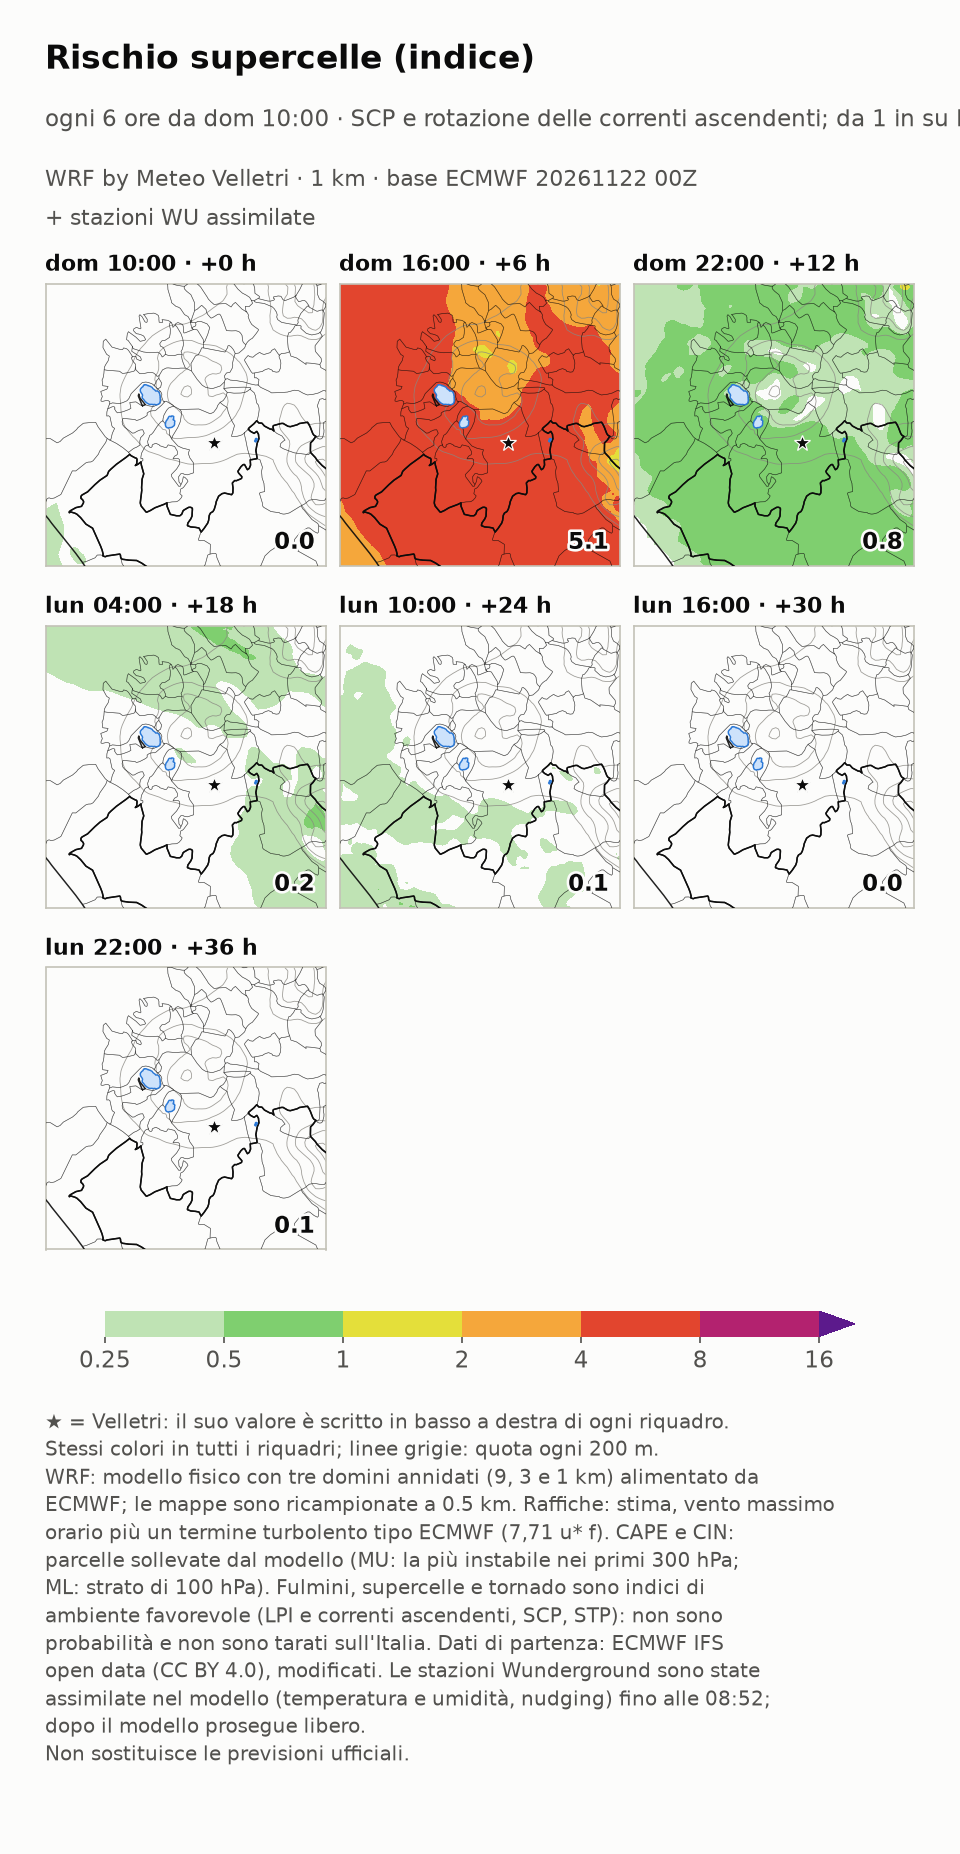 Rischio supercelle (indice)
ogni 6 ore da dom 10:00 · SCP e rotazione delle correnti ascendenti; da 1 in su
WRF by Meteo Velletri · 1 km · base ECMWF 20261122 00Z
+ stazioni WU assimilate
dom 10:00 · +0 h
dom 16:00 · +6 h
dom 22:00 · +12 h
0.0
5.1
0.8
lun 04:00 · +18 h
lun 10:00 · +24 h
lun 16:00 · +30 h
0.2
0.1
0.0
lun 22:00 · +36 h
0.1
0.25 0.5 1 2 4 8 16
★ = Velletri: il suo valore è scritto in basso a destra di ogni riquadro.
Stessi colori in tutti i riquadri; linee grigie: quota ogni 200 m.
WRF: modello fisico con tre domini annidati (9, 3 e 1 km) alimentato da
ECMWF; le mappe sono ricampionate a 0.5 km. Raffiche: stima, vento massimo
orario più un termine turbolento tipo ECMWF (7,71 u* f). CAPE e CIN:
parcelle sollevate dal modello (MU: la più instabile nei primi 300 hPa;
ML: strato di 100 hPa). Fulmini, supercelle e tornado sono indici di
ambiente favorevole (LPI e correnti ascendenti, SCP, STP): non sono
probabilità e non sono tarati sull'Italia. Dati di partenza: ECMWF IFS
open data (CC BY 4.0), modificati. Le stazioni Wunderground sono state
assimilate nel modello (temperatura e umidità, nudging) fino alle 08:52;
dopo il modello prosegue libero.
Non sostituisce le previsioni ufficiali.